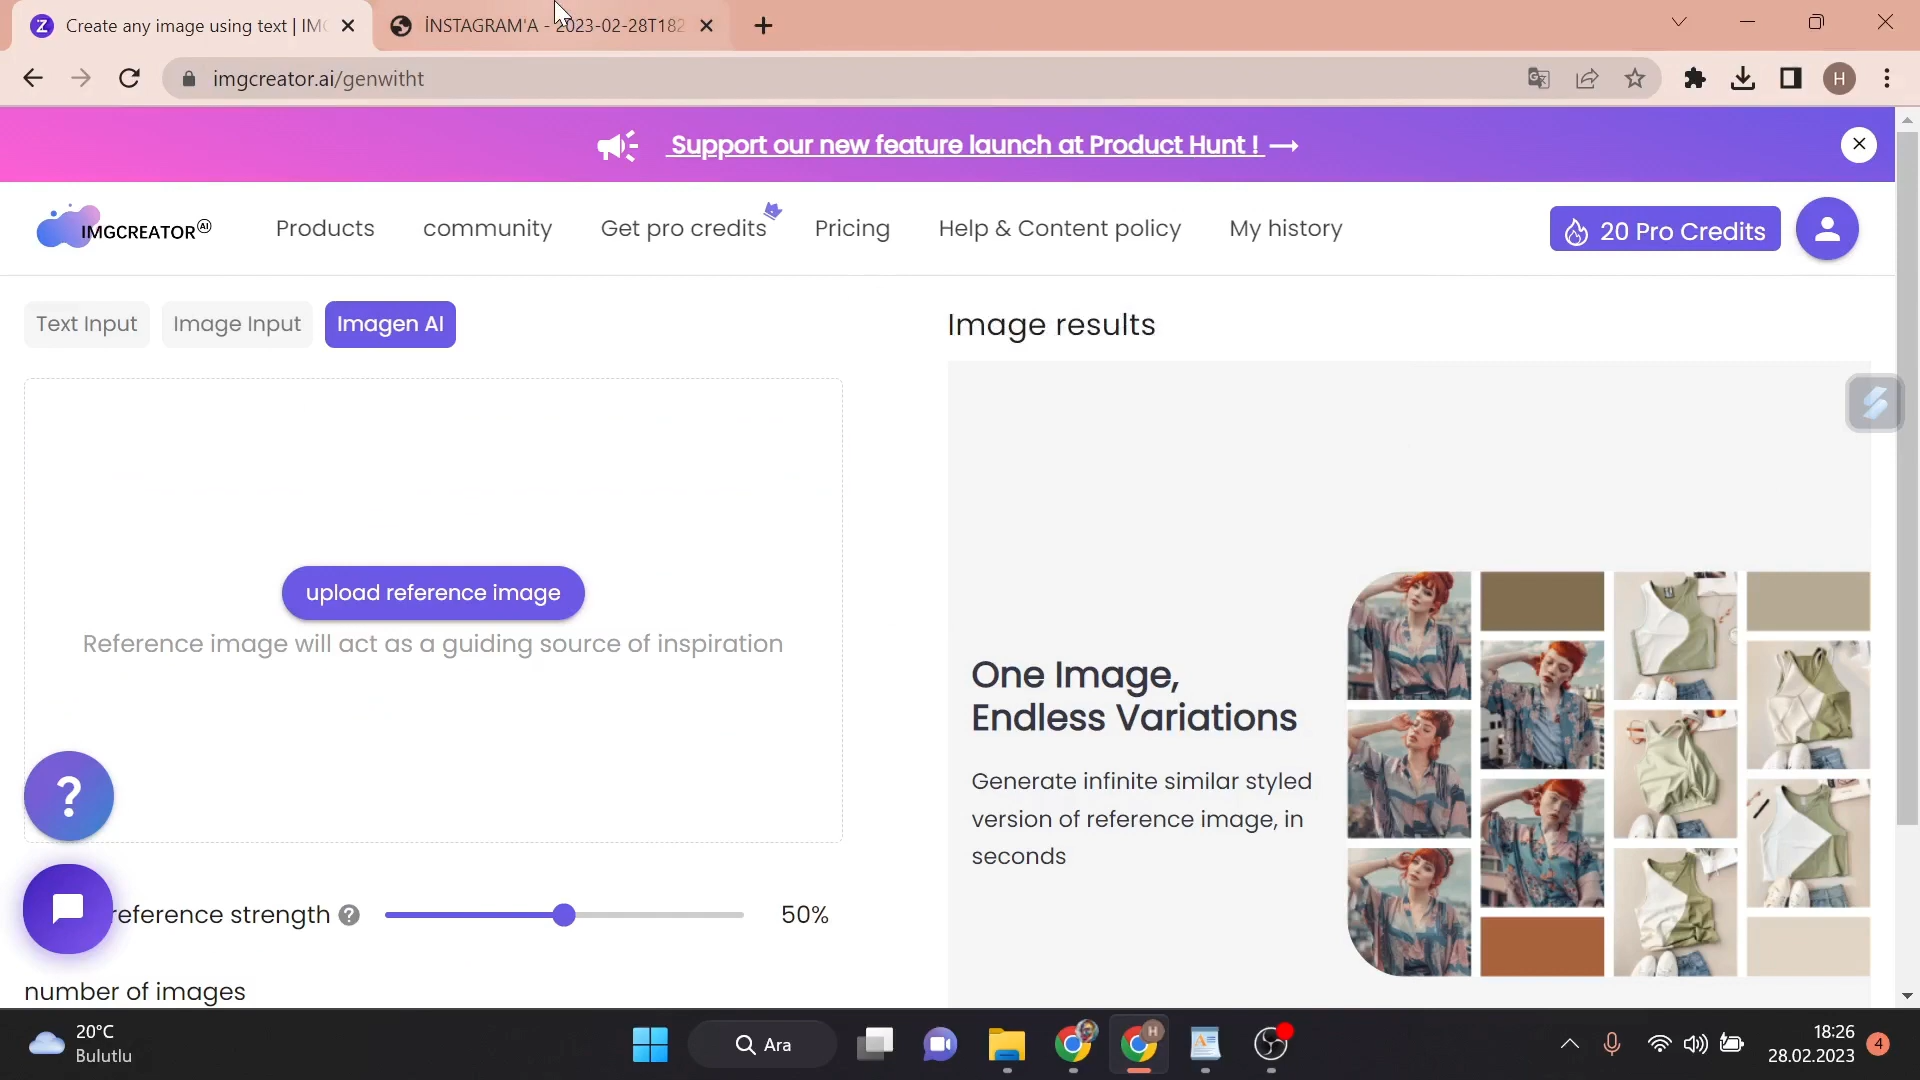 Create any image using text | IM
İNSTAGRAM'A - 2023-02-28T182
imgcreator.ai/genwitht
H
Support our new feature launch at Product Hunt !
IMGCREATOR AI
Products
community
Get pro credits
Pricing
Help & Content policy
My history
20 Pro Credits
Text Input
Image Input
Imagen AI
Image results
upload reference image
Reference image will act as a guiding source of inspiration
One Image,
Endless Variations
Generate infinite similar styled
version of reference image, in
seconds
?
reference strength ?
50%
number of images
20°C
Bulutlu
Ara
H
18:26
28.02.2023
4